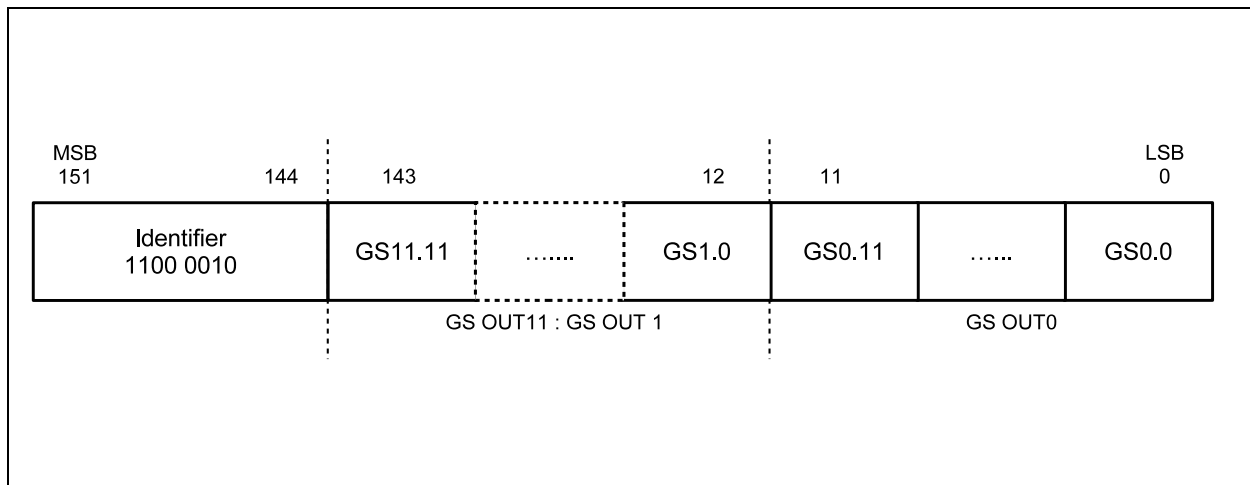 MSB LSB
151 144 143 12 11 0
Identifier
1100 0010
GS11.11 ....... GS1.0 GS0.11 ...... GS0.0
GS OUT11 : GS OUT 1 GS OUT0